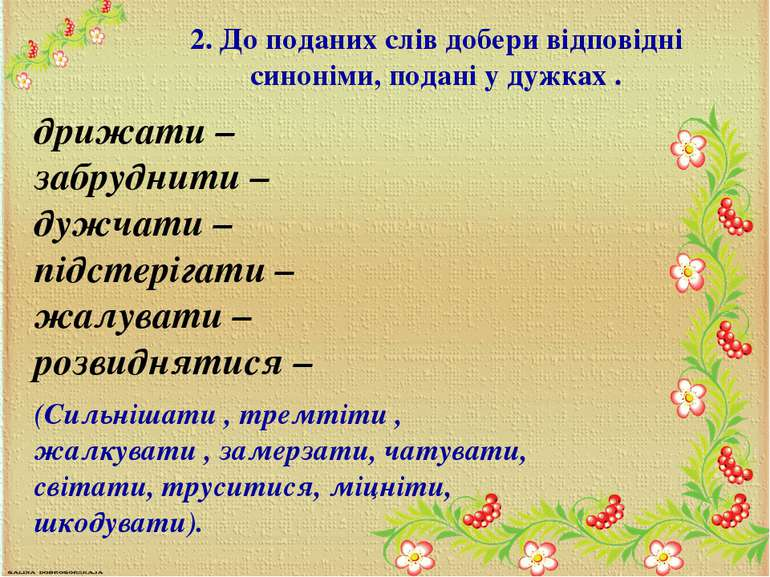 2. До поданих слів добери відповідні
синоніми, подані у дужках .
дрижати –
забруднити –
дужчати –
підстерігати –
жалувати –
розвиднятися –
(Сильнішати , тремтіти ,
жалкувати , замерзати, чатувати,
світати, труситися, міцніти,
шкодувати).
GALINA DOBROGORSKAJA